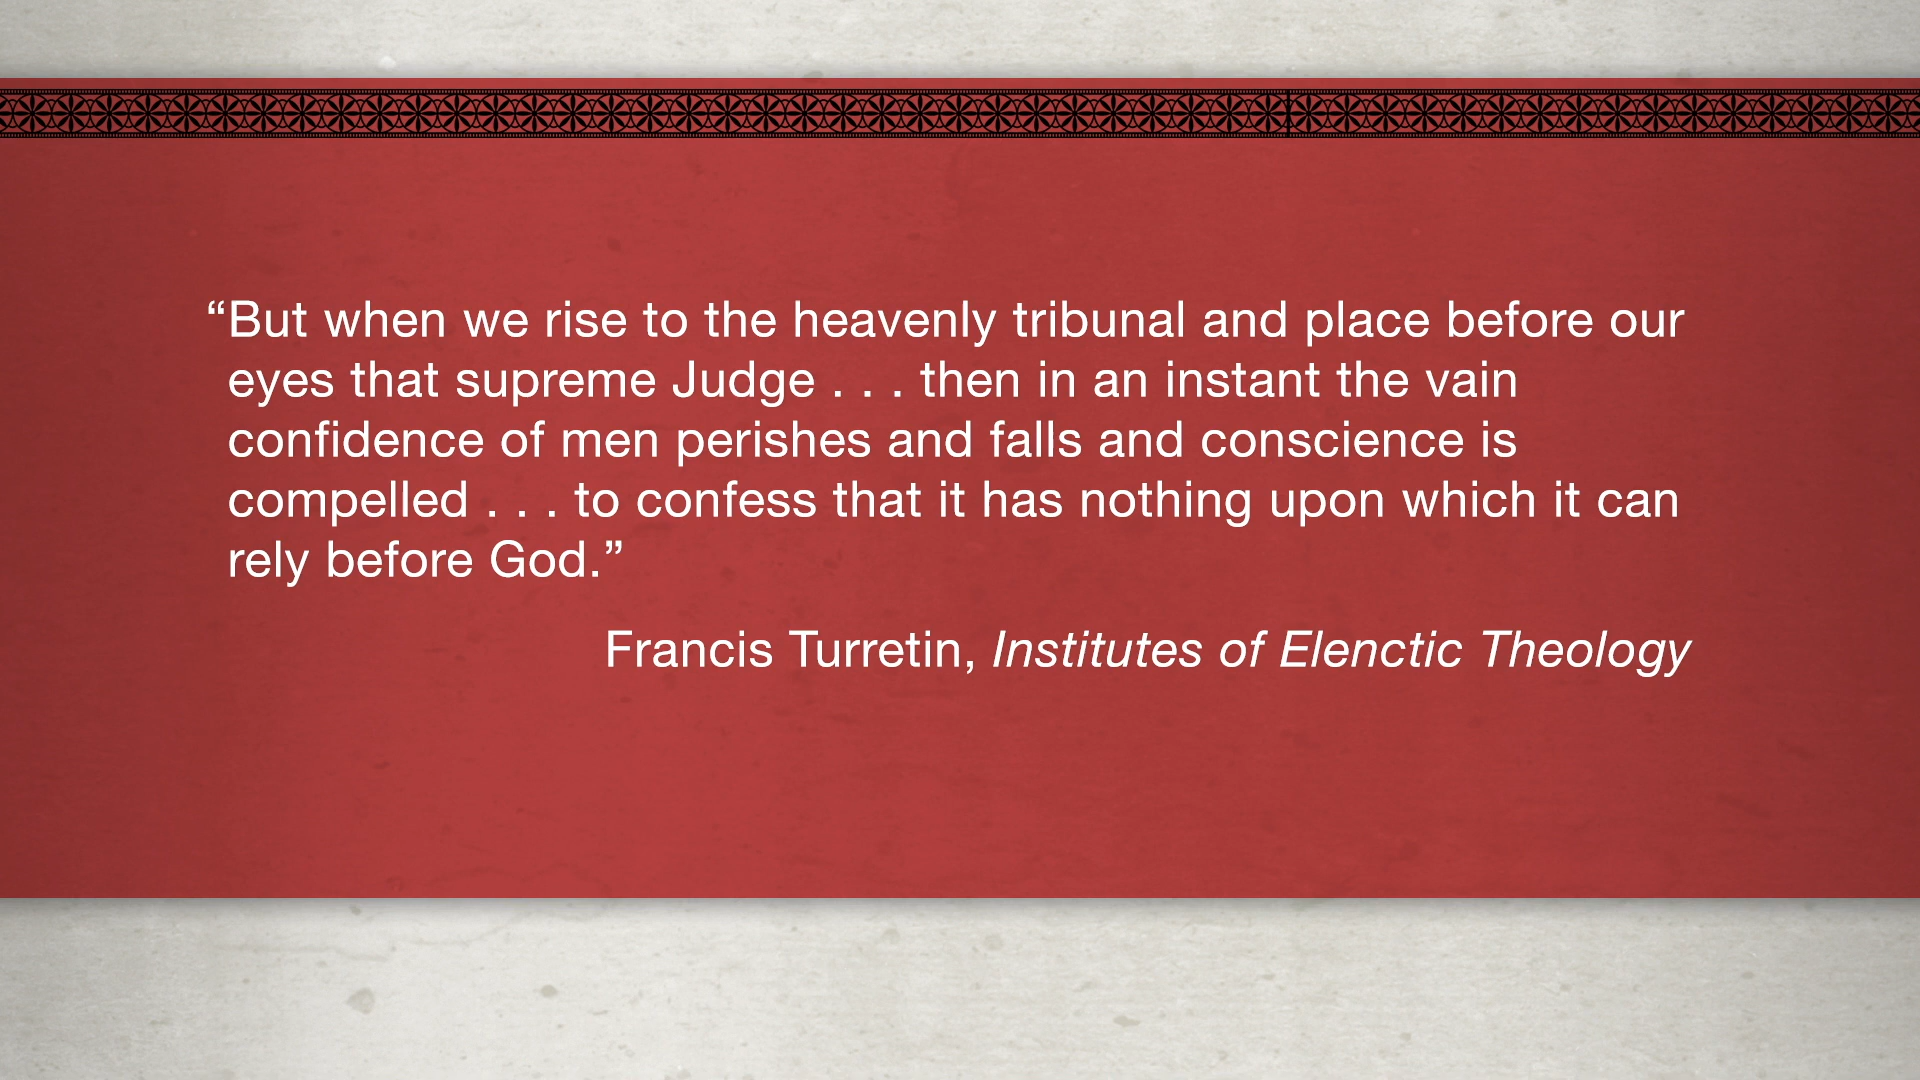 “But when we rise to the heavenly tribunal and place before our
eyes that supreme Judge . . . then in an instant the vain
confidence of men perishes and falls and conscience is
compelled . . . to confess that it has nothing upon which it can
rely before God.”
Francis Turretin, Institutes of Elenctic Theology